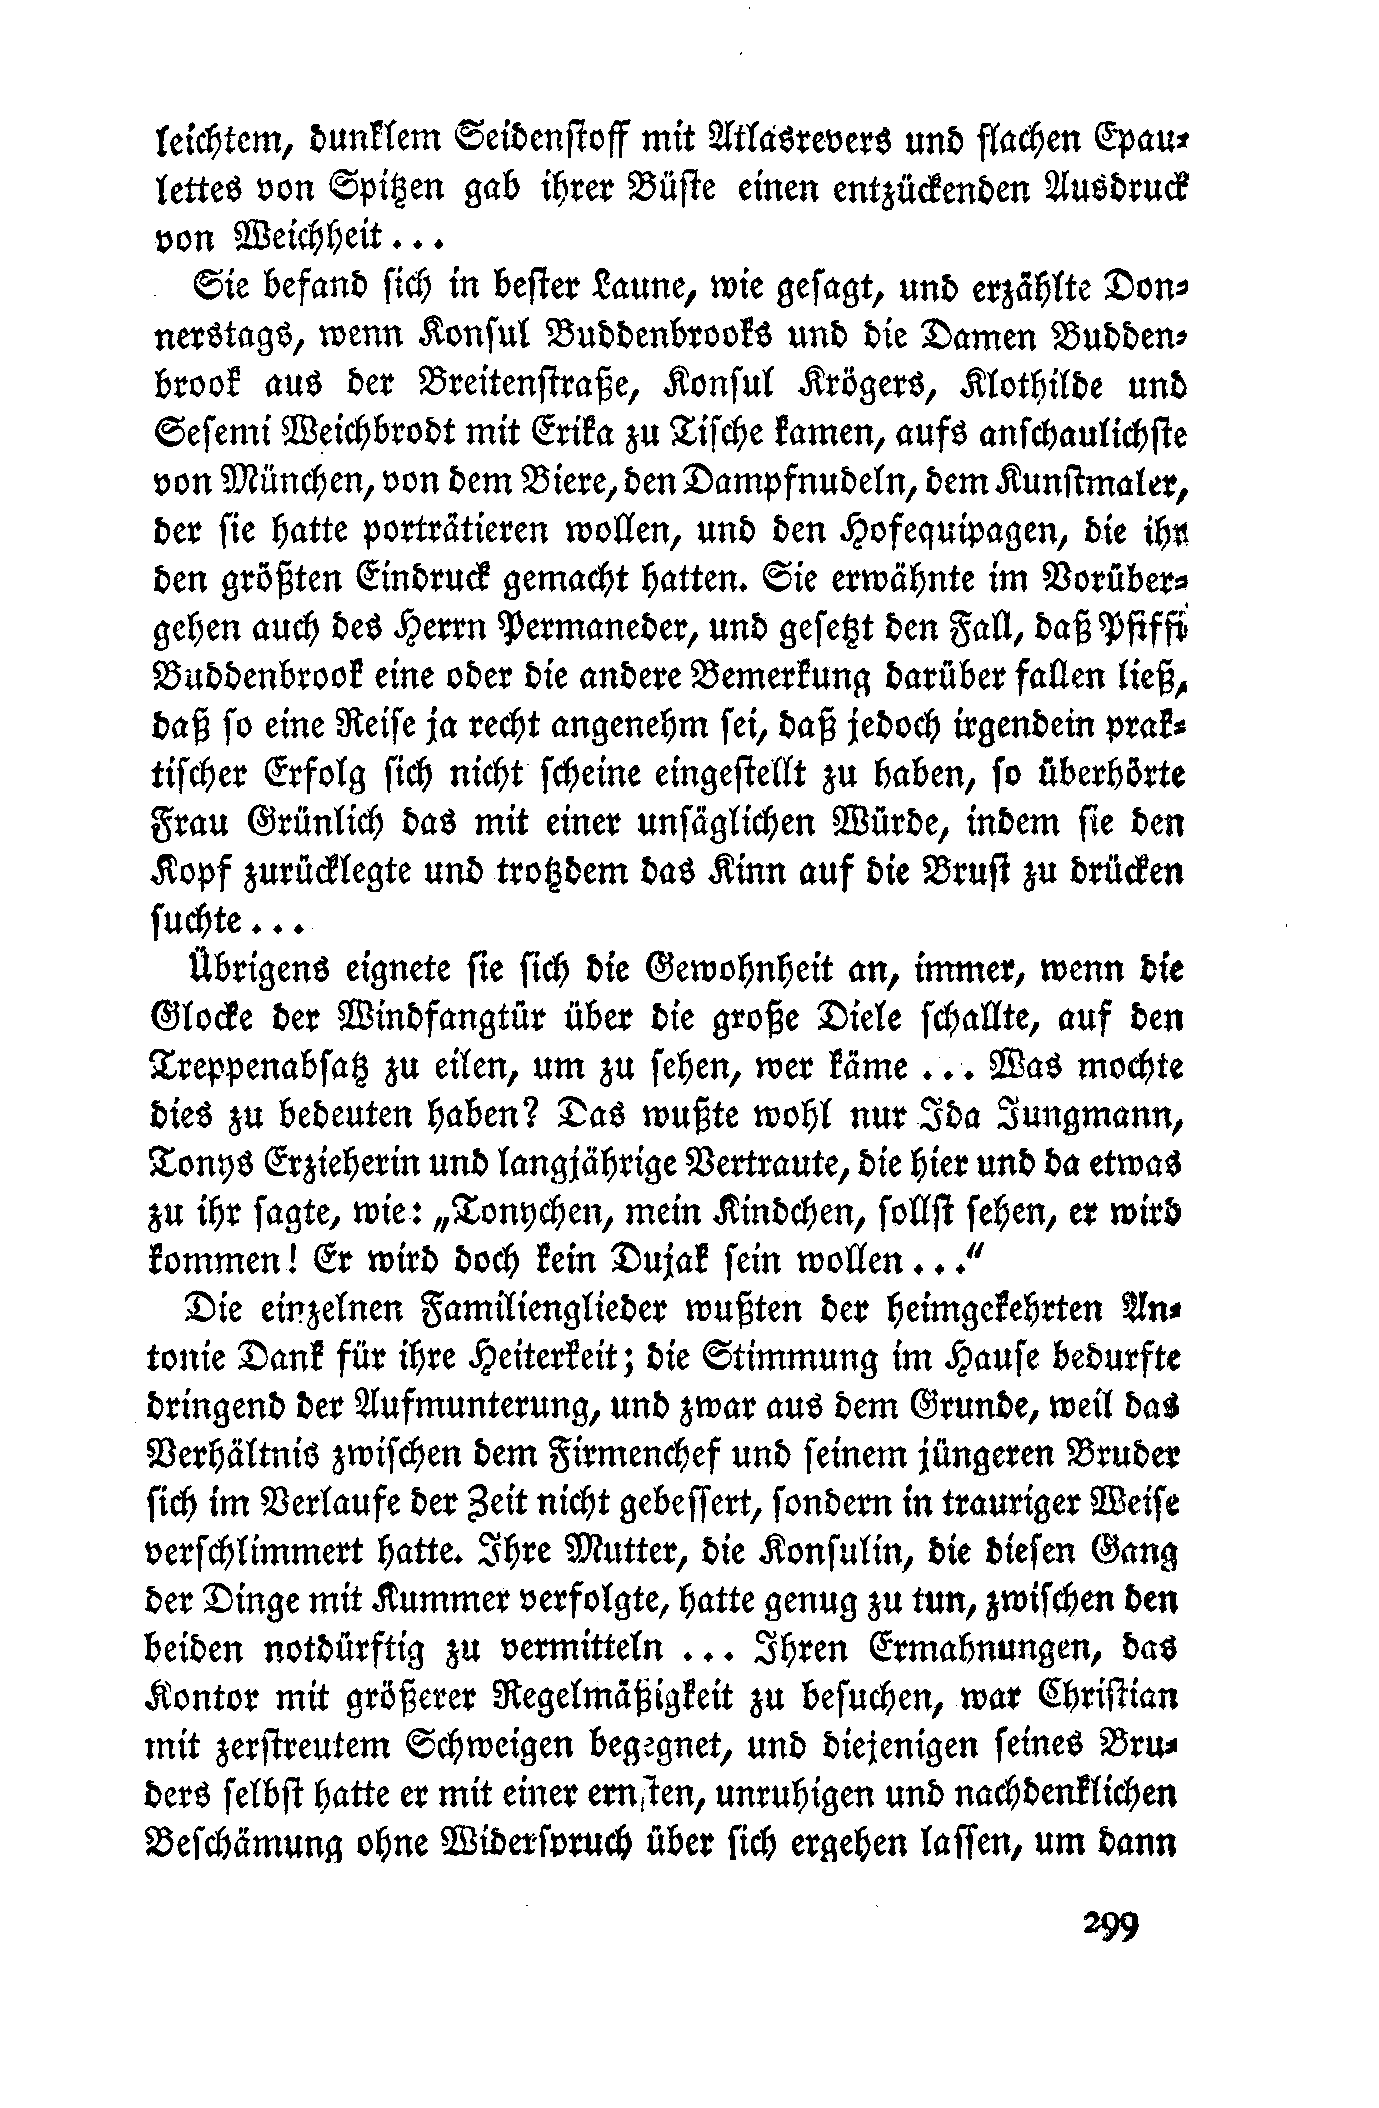 leichtem, dunklem Seidenstoff mit Atlasrevers und flachen Epau-
lettes von Spitzen gab ihrer Büste einen entzückenden Ausdruck
von Weichheit...
Sie befand sich in bester Laune, wie gesagt, und erzählte Don-
nerstags, wenn Konsul Buddenbrooks und die Damen Budden-
brook aus der Breitenstraße, Konsul Krögers, Klothilde und
Sesemi Weichbrodt mit Erika zu Tische kamen, aufs anschaulichste
von München, von dem Biere, den Dampfnudeln, dem Kunstmaler,
der sie hatte porträtieren wollen, und den Hofequipagen, die ihr
den größten Eindruck gemacht hatten. Sie erwähnte im Vorüber-
gehen auch des Herrn Permaneder, und gesetzt den Fall, daß Pfiffi
Buddenbrook eine oder die andere Bemerkung darüber fallen ließ,
daß so eine Reise ja recht angenehm sei, daß jedoch irgendein prak-
tischer Erfolg sich nicht scheine eingestellt zu haben, so überhörte
Frau Grünlich das mit einer unsäglichen Würde, indem sie den
Kopf zurücklegte und trotzdem das Kinn auf die Brust zu drücken
suchte...
Übrigens eignete sie sich die Gewohnheit an, immer, wenn die
Glocke der Windfangtür über die große Diele schallte, auf den
Treppenabsatz zu eilen, um zu sehen, wer käme ... Was mochte
dies zu bedeuten haben? Das wußte wohl nur Ida Jungmann,
Tonys Erzieherin und langjährige Vertraute, die hier und da etwas
zu ihr sagte, wie: „Tonychen, mein Kindchen, sollst sehen, er wird
kommen! Er wird doch kein Dujak sein wollen...“
Die einzelnen Familienglieder wußten der heimgekehrten An-
tonie Dank für ihre Heiterkeit; die Stimmung im Hause bedurfte
dringend der Aufmunterung, und zwar aus dem Grunde, weil das
Verhältnis zwischen dem Firmenchef und seinem jüngeren Bruder
sich im Verlaufe der Zeit nicht gebessert, sondern in trauriger Weise
verschlimmert hatte. Ihre Mutter, die Konsulin, die diesen Gang
der Dinge mit Kummer verfolgte, hatte genug zu tun, zwischen den
beiden notdürftig zu vermitteln ... Ihren Ermahnungen, das
Kontor mit größerer Regelmäßigkeit zu besuchen, war Christian
mit zerstreutem Schweigen begegnet, und diejenigen seines Bru-
ders selbst hatte er mit einer ernsten, unruhigen und nachdenklichen
Beschämung ohne Widerspruch über sich ergehen lassen, um dann
299